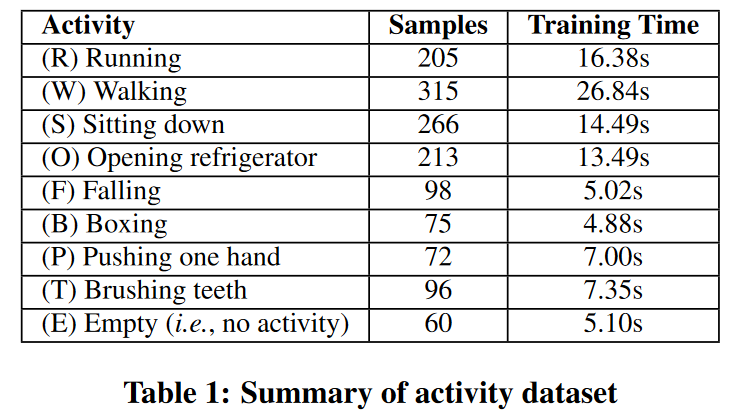 Activity Samples Training Time
(R) Running 205 16.38s
(W) Walking 315 26.84s
(S) Sitting down 266 14.49s
(O) Opening refrigerator 213 13.49s
(F) Falling 98 5.02s
(B) Boxing 75 4.88s
(P) Pushing one hand 72 7.00s
(T) Brushing teeth 96 7.35s
(E) Empty (i.e., no activity) 60 5.10s
Table 1: Summary of activity dataset